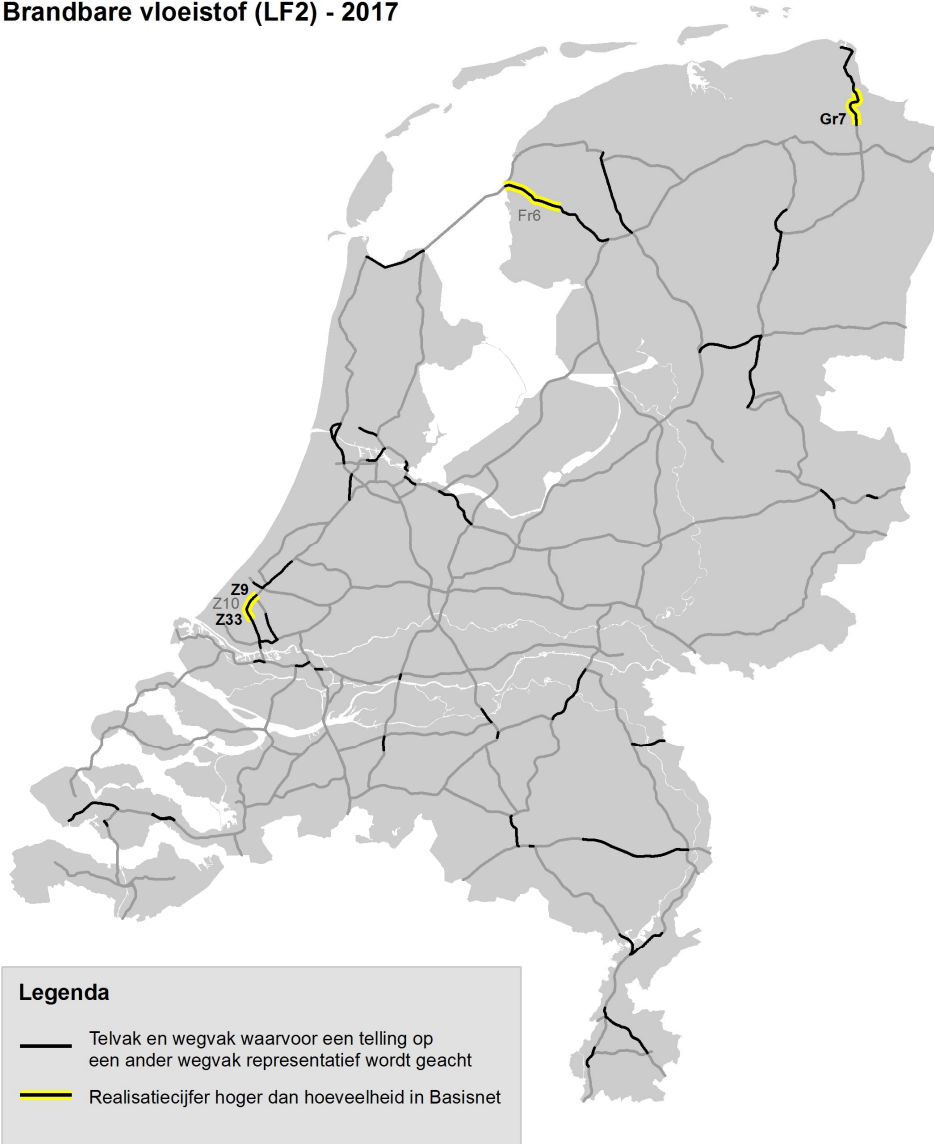 Brandbare vloeistof (LF2) - 2017
Gr7
Fr6
Z9
Z10
Z33
Legenda
Telvak en wegvak waarvoor een telling op
een ander wegvak representatief wordt geacht
Realisatiecijfer hoger dan hoeveelheid in Basisnet